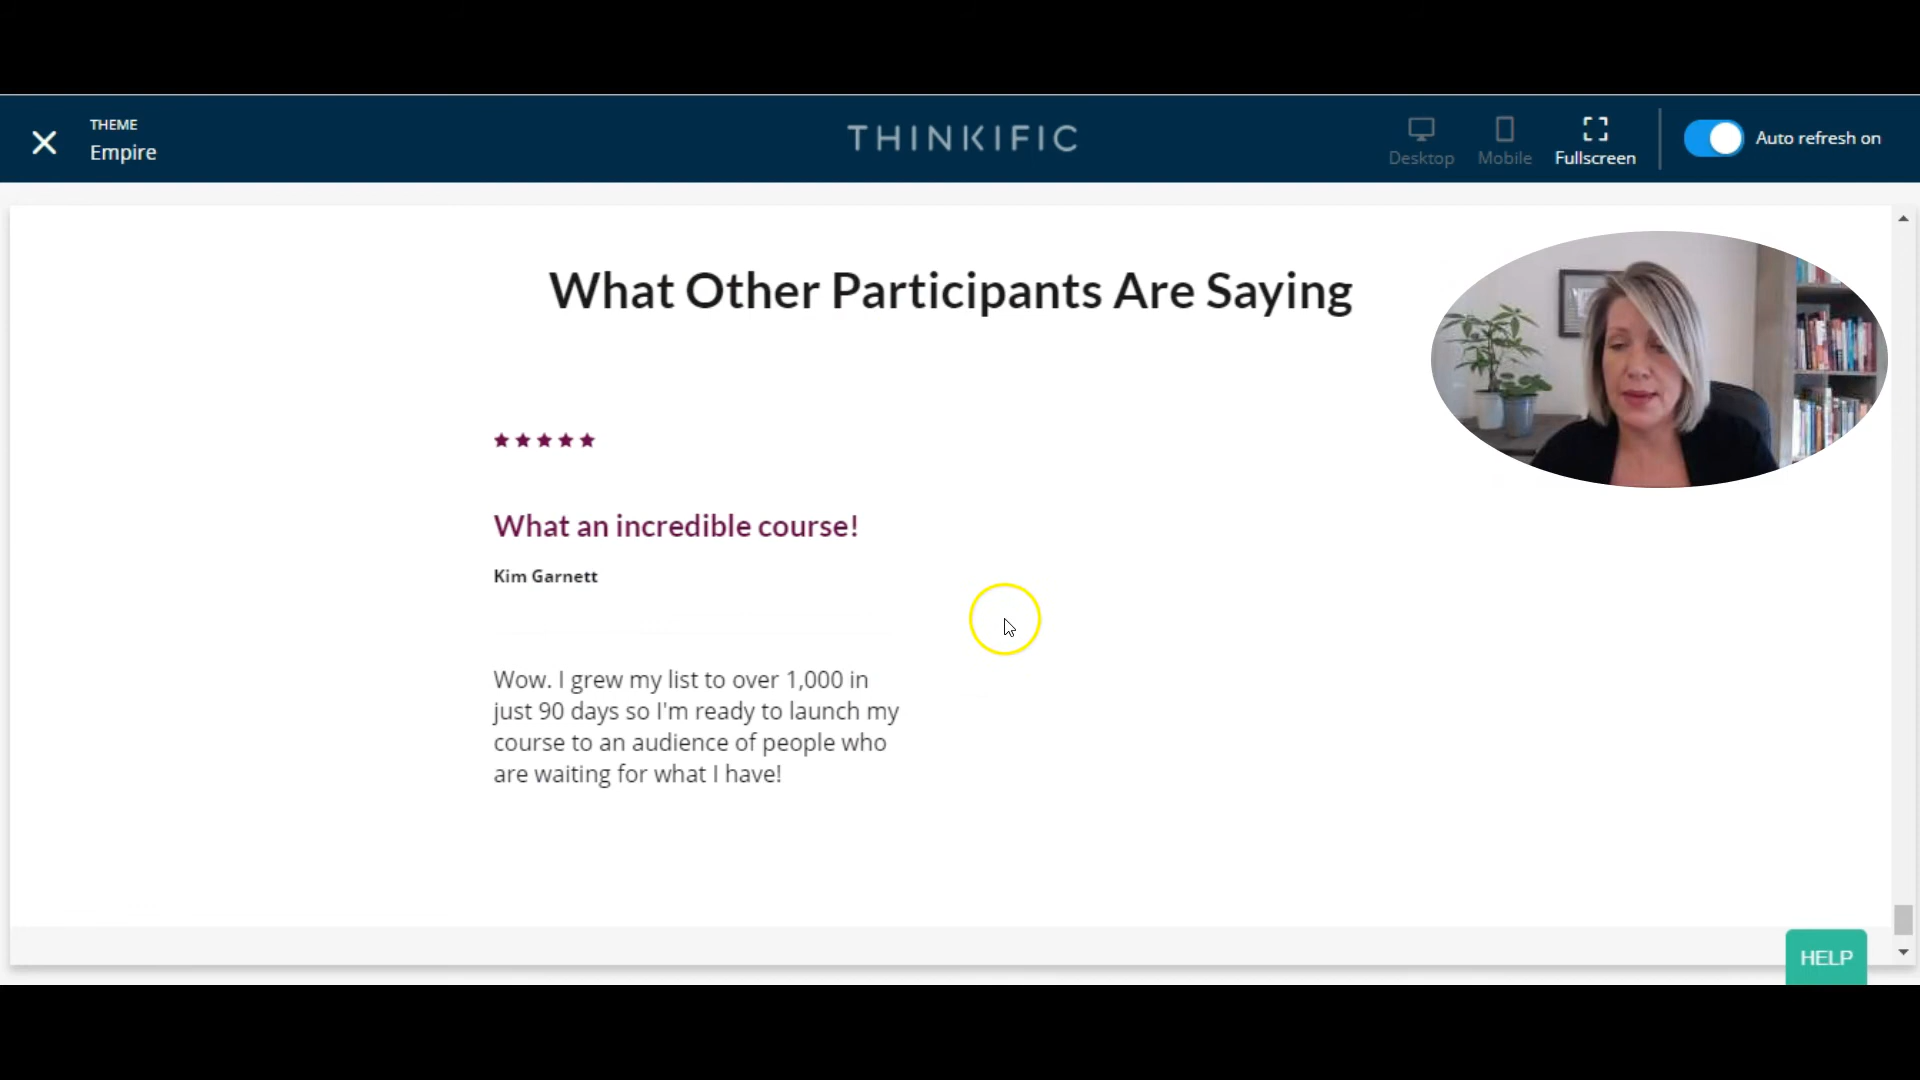 THEME
Empire
THINKIFIC
Desktop
Mobile
Fullscreen
Auto refresh on
What Other Participants Are Saying
What an incredible course!
Kim Garnett
Wow. I grew my list to over 1,000 in
just 90 days so I'm ready to launch my
course to an audience of people who
are waiting for what I have!
HELP